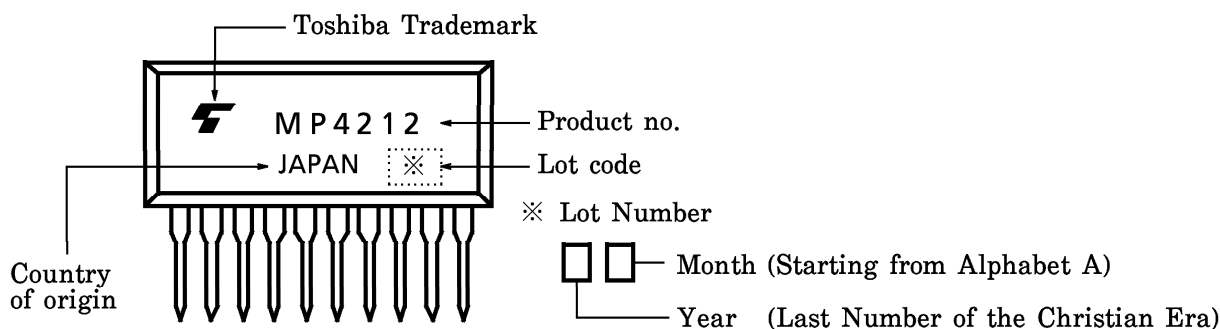 Toshiba Trademark
MP4212
Product no.
JAPAN ※
Lot code
※ Lot Number
Month (Starting from Alphabet A)
Year (Last Number of the Christian Era)
Country
of origin